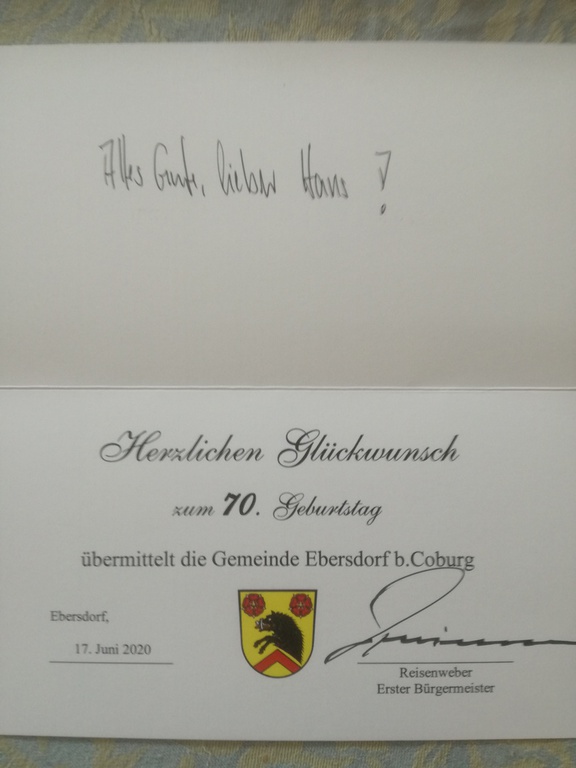 Alles Gute, lieber Hans !
Herzlichen Glückwunsch
zum 70. Geburtstag
übermittelt die Gemeinde Ebersdorf b.Coburg
Ebersdorf,
17. Juni 2020
Reisenweber
Erster Bürgermeister